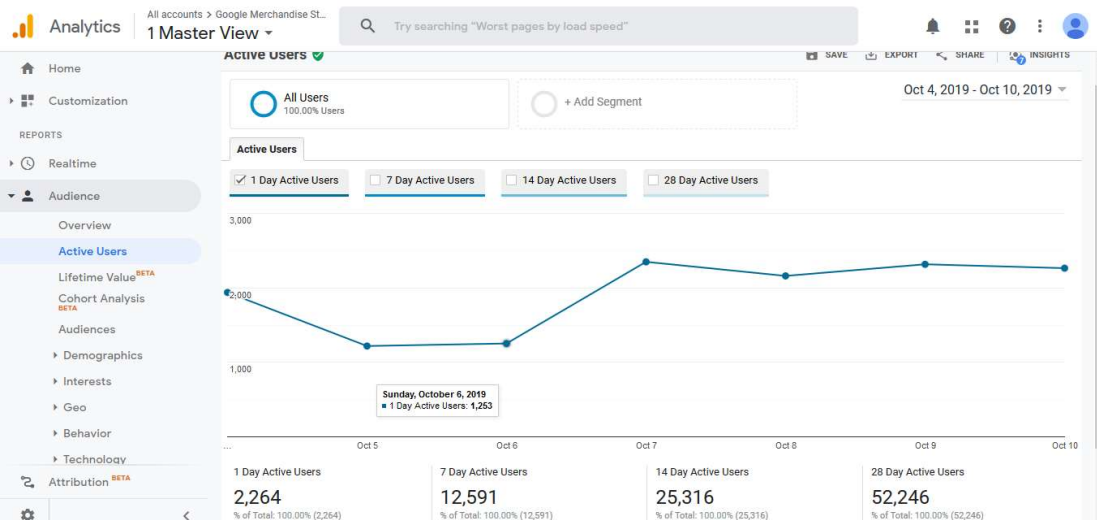 Analytics
All accounts > Google Merchandise St...
1 Master View
Try searching "Worst pages by load speed"
Home
Customization
REPORTS
Realtime
Audience
Overview
Active Users
Lifetime Value BETA
Cohort Analysis
BETA
Audiences
Demographics
Interests
Geo
Behavior
Technology
Attribution BETA
Active Users
SAVE
EXPORT
SHARE
7
INSIGHTS
All Users
100.00% Users
+ Add Segment
Oct 4, 2019 - Oct 10, 2019
Active Users
1 Day Active Users
7 Day Active Users
14 Day Active Users
28 Day Active Users
3,000
2,000
1,000
Sunday, October 6, 2019
1 Day Active Users: 1,253
...
Oct 5
Oct 6
Oct 7
Oct 8
Oct 9
Oct 10
1 Day Active Users
2,264
% of Total: 100.00% (2,264)
7 Day Active Users
12,591
% of Total: 100.00% (12,591)
14 Day Active Users
25,316
% of Total: 100.00% (25,316)
28 Day Active Users
52,246
% of Total: 100.00% (52,246)